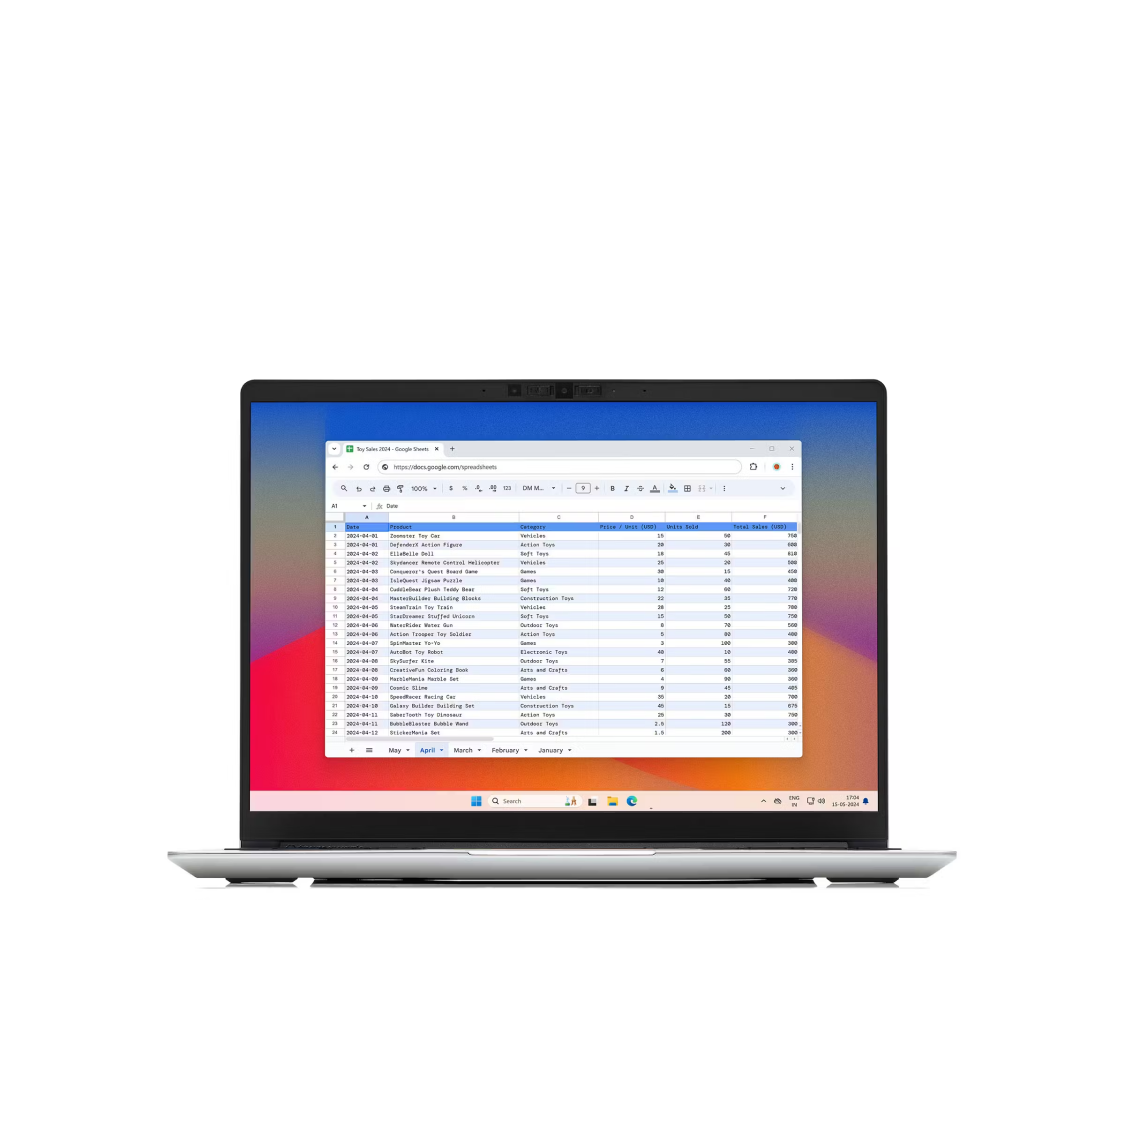 Toy Sales 2024 - Google Sheets
https://docs.google.com/spreadsheets
100% $ % .0 .00 123 DM M... 9 B I A
A1 fx Date
A B C D E F
1 Date Product Category Price / Unit (USD) Units Sold Total Sales (USD)
2 2024-04-01 Zoomster Toy Car Vehicles 15 50 750
3 2024-04-01 DefenderX Action Figure Action Toys 20 30 600
4 2024-04-02 EllaBelle Doll Soft Toys 18 45 810
5 2024-04-02 Skydancer Remote Control Helicopter Vehicles 25 20 500
6 2024-04-03 Conqueror's Quest Board Game Games 30 15 450
7 2024-04-03 IsleQuest Jigsaw Puzzle Games 10 40 400
8 2024-04-04 CuddleBear Plush Teddy Bear Soft Toys 12 60 720
9 2024-04-04 MasterBuilder Building Blocks Construction Toys 22 35 770
10 2024-04-05 SteamTrain Toy Train Vehicles 28 25 700
11 2024-04-05 StarDreamer Stuffed Unicorn Soft Toys 15 50 750
12 2024-04-06 WaterRider Water Gun Outdoor Toys 8 70 560
13 2024-04-06 Action Trooper Toy Soldier Action Toys 5 80 400
14 2024-04-07 SpinMaster Yo-Yo Games 3 100 300
15 2024-04-07 AutoBot Toy Robot Electronic Toys 40 10 400
16 2024-04-08 SkySurfer Kite Outdoor Toys 7 55 385
17 2024-04-08 CreativeFun Coloring Book Arts and Crafts 6 60 360
18 2024-04-09 MarbleMania Marble Set Games 4 90 360
19 2024-04-09 Cosmic Slime Arts and Crafts 9 45 405
20 2024-04-10 SpeedRacer Racing Car Vehicles 35 20 700
21 2024-04-10 Galaxy Builder Building Set Construction Toys 45 15 675
22 2024-04-11 SaberTooth Toy Dinosaur Action Toys 25 30 750
23 2024-04-11 BubbleBlaster Bubble Wand Outdoor Toys 2.5 120 300
24 2024-04-12 StickerMania Set Arts and Crafts 1.5 200 300
May April March February January
Search
ENG
IN
17:04
15-05-2024